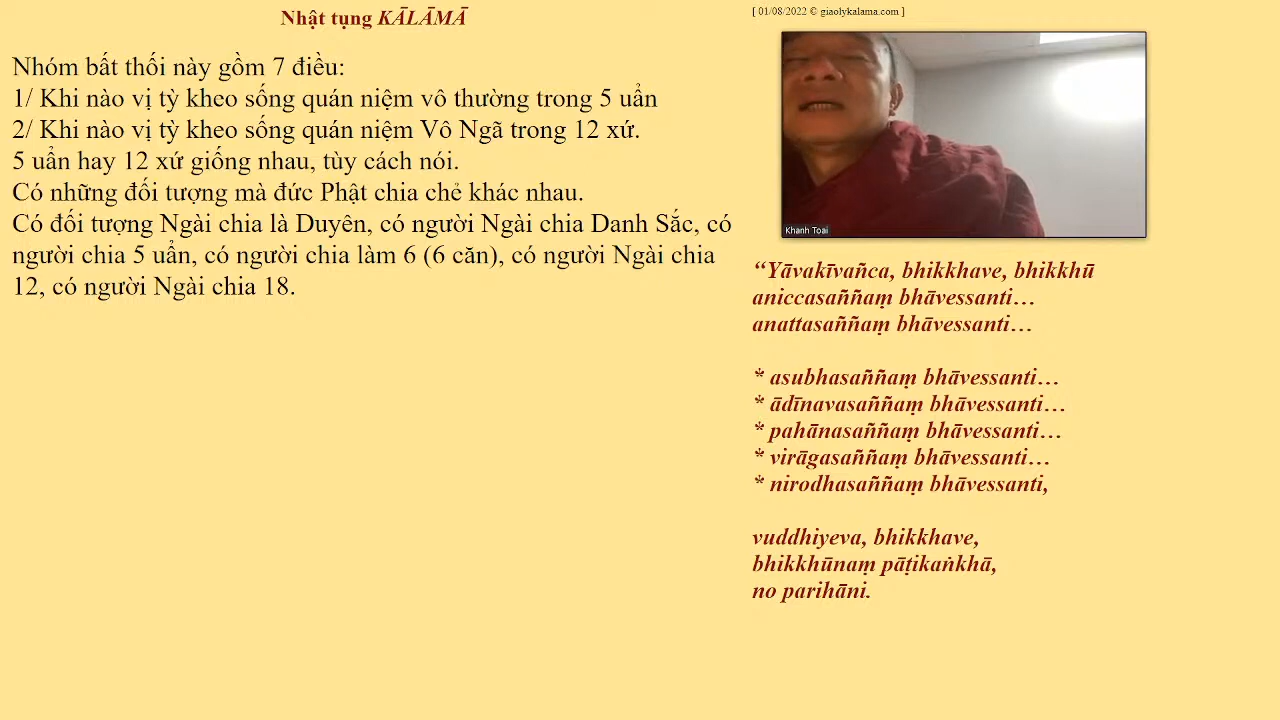 Nhật tụng KĀLĀMĀ
Nhóm bất thối này gồm 7 điều:
1/ Khi nào vị tỳ kheo sống quán niệm vô thường trong 5 uẩn
2/ Khi nào vị tỳ kheo sống quán niệm Vô Ngã trong 12 xứ.
5 uẩn hay 12 xứ giống nhau, tùy cách nói.
Có những đối tượng mà đức Phật chia chẻ khác nhau.
Có đối tượng Ngài chia là Duyên, có người Ngài chia Danh Sắc, có
người chia 5 uẩn, có người chia làm 6 (6 căn), có người Ngài chia
12, có người Ngài chia 18.
[ 01/08/2022 © giaolykalama.com ]
Khanh Toai
“Yāvakīvañca, bhikkhave, bhikkhū
aniccasaññaṃ bhāvessanti…
anattasaññaṃ bhāvessanti…
* asubhasaññaṃ bhāvessanti…
* ādīnavasaññaṃ bhāvessanti…
* pahānasaññaṃ bhāvessanti…
* virāgasaññaṃ bhāvessanti…
* nirodhasaññaṃ bhāvessanti,
vuddhiyeva, bhikkhave,
bhikkhūnaṃ pāṭikaṅkhā,
no parihāni.